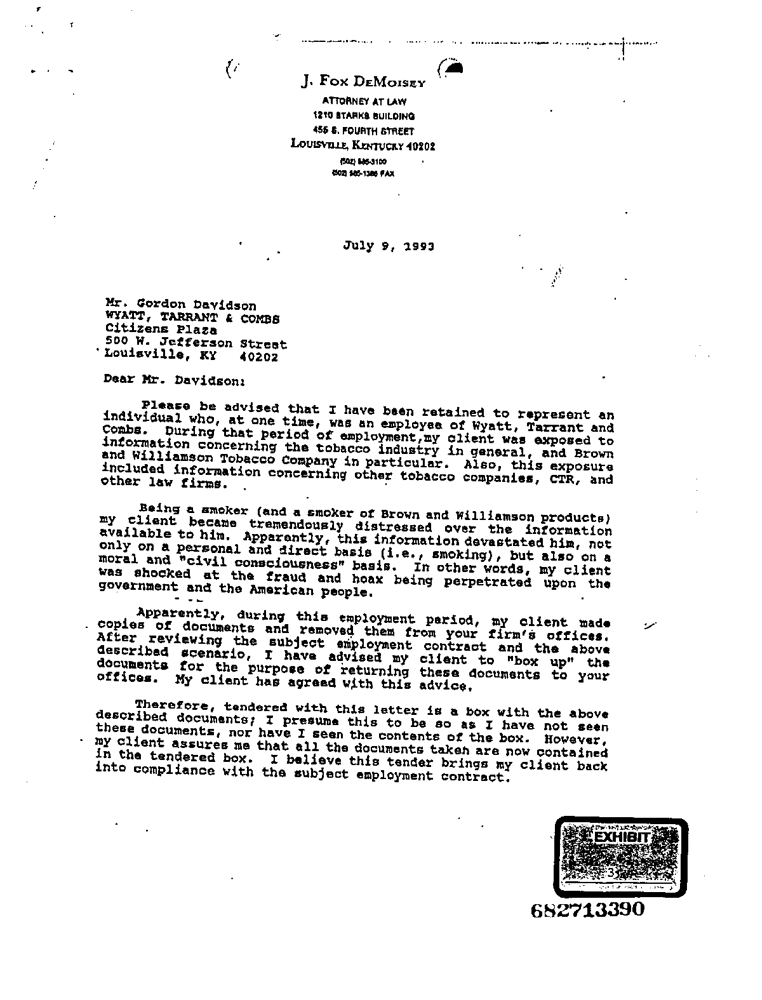 J. FOX DEMOISEY
ATTORNEY AT LAW
1210 STARKS BUILDING
455 S. FOURTH STREET
LOUISVILLE, KENTUCKY 40202
FAX
July 9, 1993
Mr. Gordon Davidson
WYATT, TARRANT & COMBS
Citizens Plaza
500 W. Jefferson Street
Louisville, KY 40202
Dear Mr. Davidson:
Please be advised that I have been retained to represent an
individual who, at one time, was an employee of Wyatt, Tarrant and
Combs. During that period of employment,my client was exposed to
information concerning the tobacco industry in general, and Brown
and Williamson Tobacco Company in particular. Also, this exposure
included information concerning other tobacco companies, CTR, and
other law firms.
Being a smoker (and a smoker of Brown and Williamson products)
my client became tremendously distressed over the information
available to him. Apparently, this information devastated him, not
only on a personal and direct basis (i.e., smoking), but also on a
moral and "civil consciousness" basis. In other words, my client
was shocked at the fraud and hoax being perpetrated upon the
government and the American people.
Apparently, during this employment period, my client made
copies of documents and removed them from your firm's offices.
After reviewing the subject employment contract and the above
described scenario, I have advised my client to "box up" the
documents for the purpose of returning these documents to your
offices. My client has agreed with this advice.
Therefore, tendered with this letter is a box with the above
described documents; I presume this to be so as I have not seen
these documents, nor have I seen the contents of the box. However,
my client assures me that all the documents taken are now contained
in the tendered box. I believe this tender brings my client back
into compliance with the subject employment contract.
EXHIBIT
3
682713390